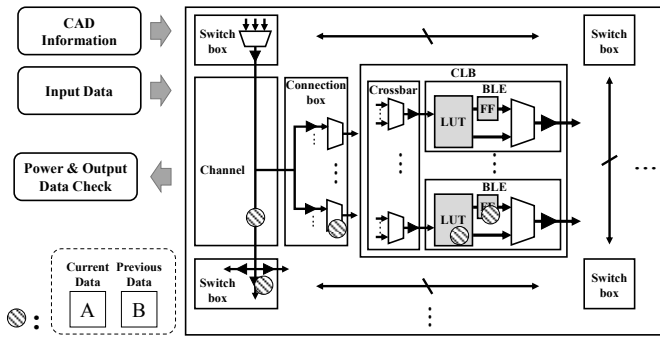 CAD
Information
Input Data
Power & Output
Data Check
Current
Data
Previous
Data
A
B
:
Switch
box
Channel
Switch
box
Connection
box
CLB
Crossbar
BLE
LUT
FF
BLE
LUT
FF
Switch
box
Switch
box